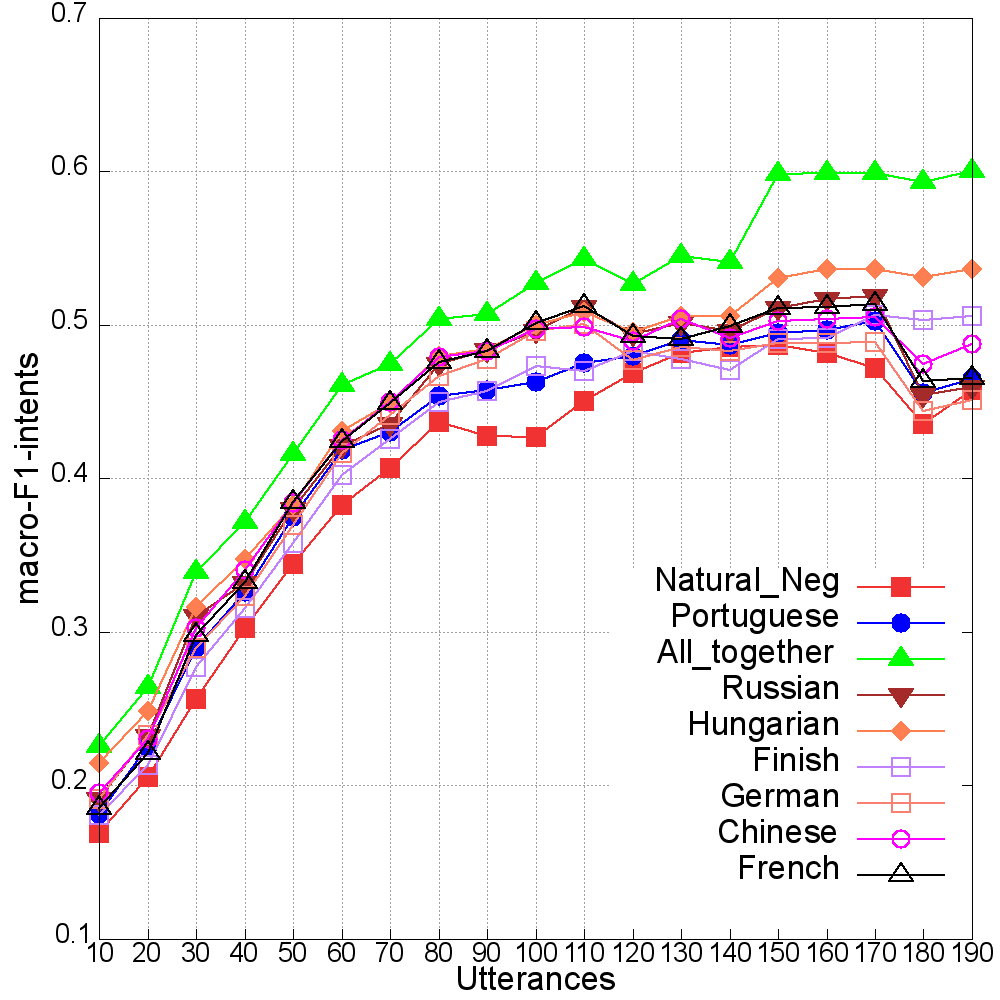 0.7
0.6
0.5
0.4
0.3
0.2
0.1
macro-F1-intents
Natural_Neg
Portuguese
All_together
Russian
Hungarian
Finish
German
Chinese
French
10 20 30 40 50 60 70 80 90 100 110 120 130 140 150 160 170 180 190
Utterances